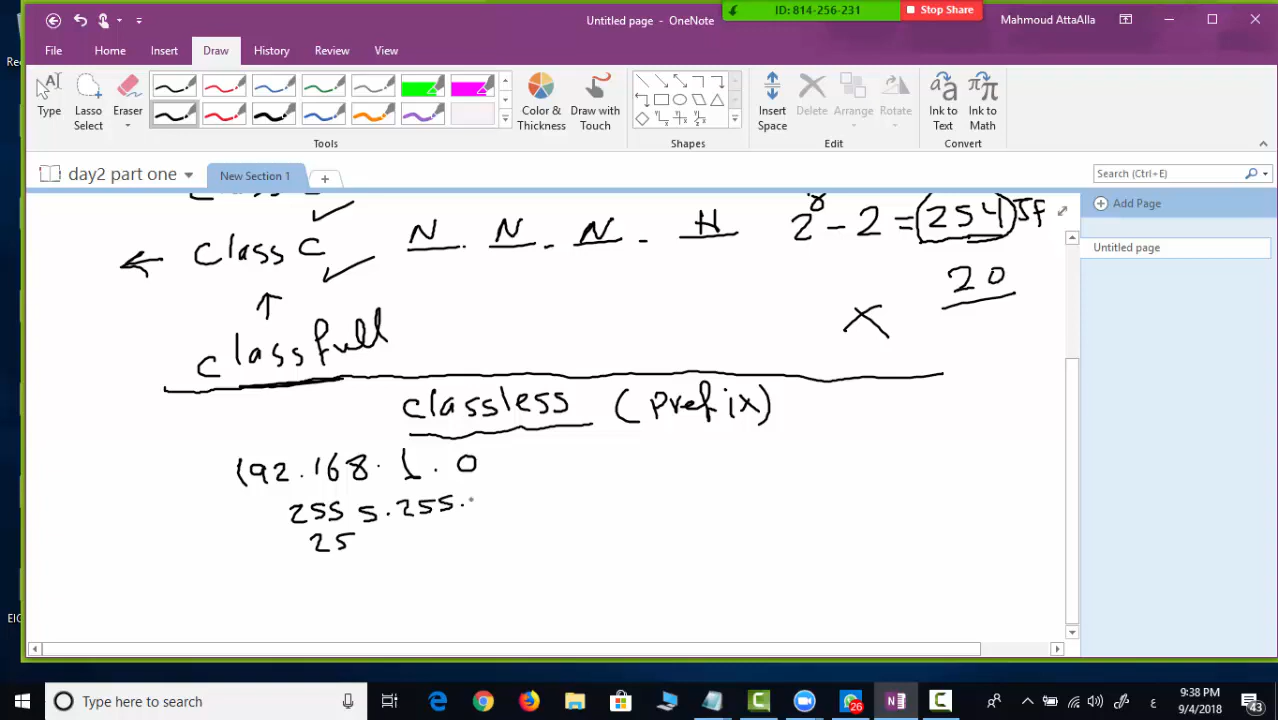 ID: 814-256-231
Stop Share
Untitled page - OneNote
Mahmoud AttaAlla
File
Home
Insert
Draw
History
Review
View
Type
Lasso Select
Eraser
Color & Thickness
Draw with Touch
Insert Space
Delete
Arrange
Rotate
Ink to Text
Ink to Math
Tools
Shapes
Edit
Convert
day2 part one
New Section 1
Search (Ctrl+E)
Add Page
Untitled page
class C N . N . N . H 2^8 - 2 = (254) If
20
X
classfull
classless (prefix)
192.168.1.0
255 5.255.
25
Type here to search
26
ع
9:38 PM
9/4/2018
43